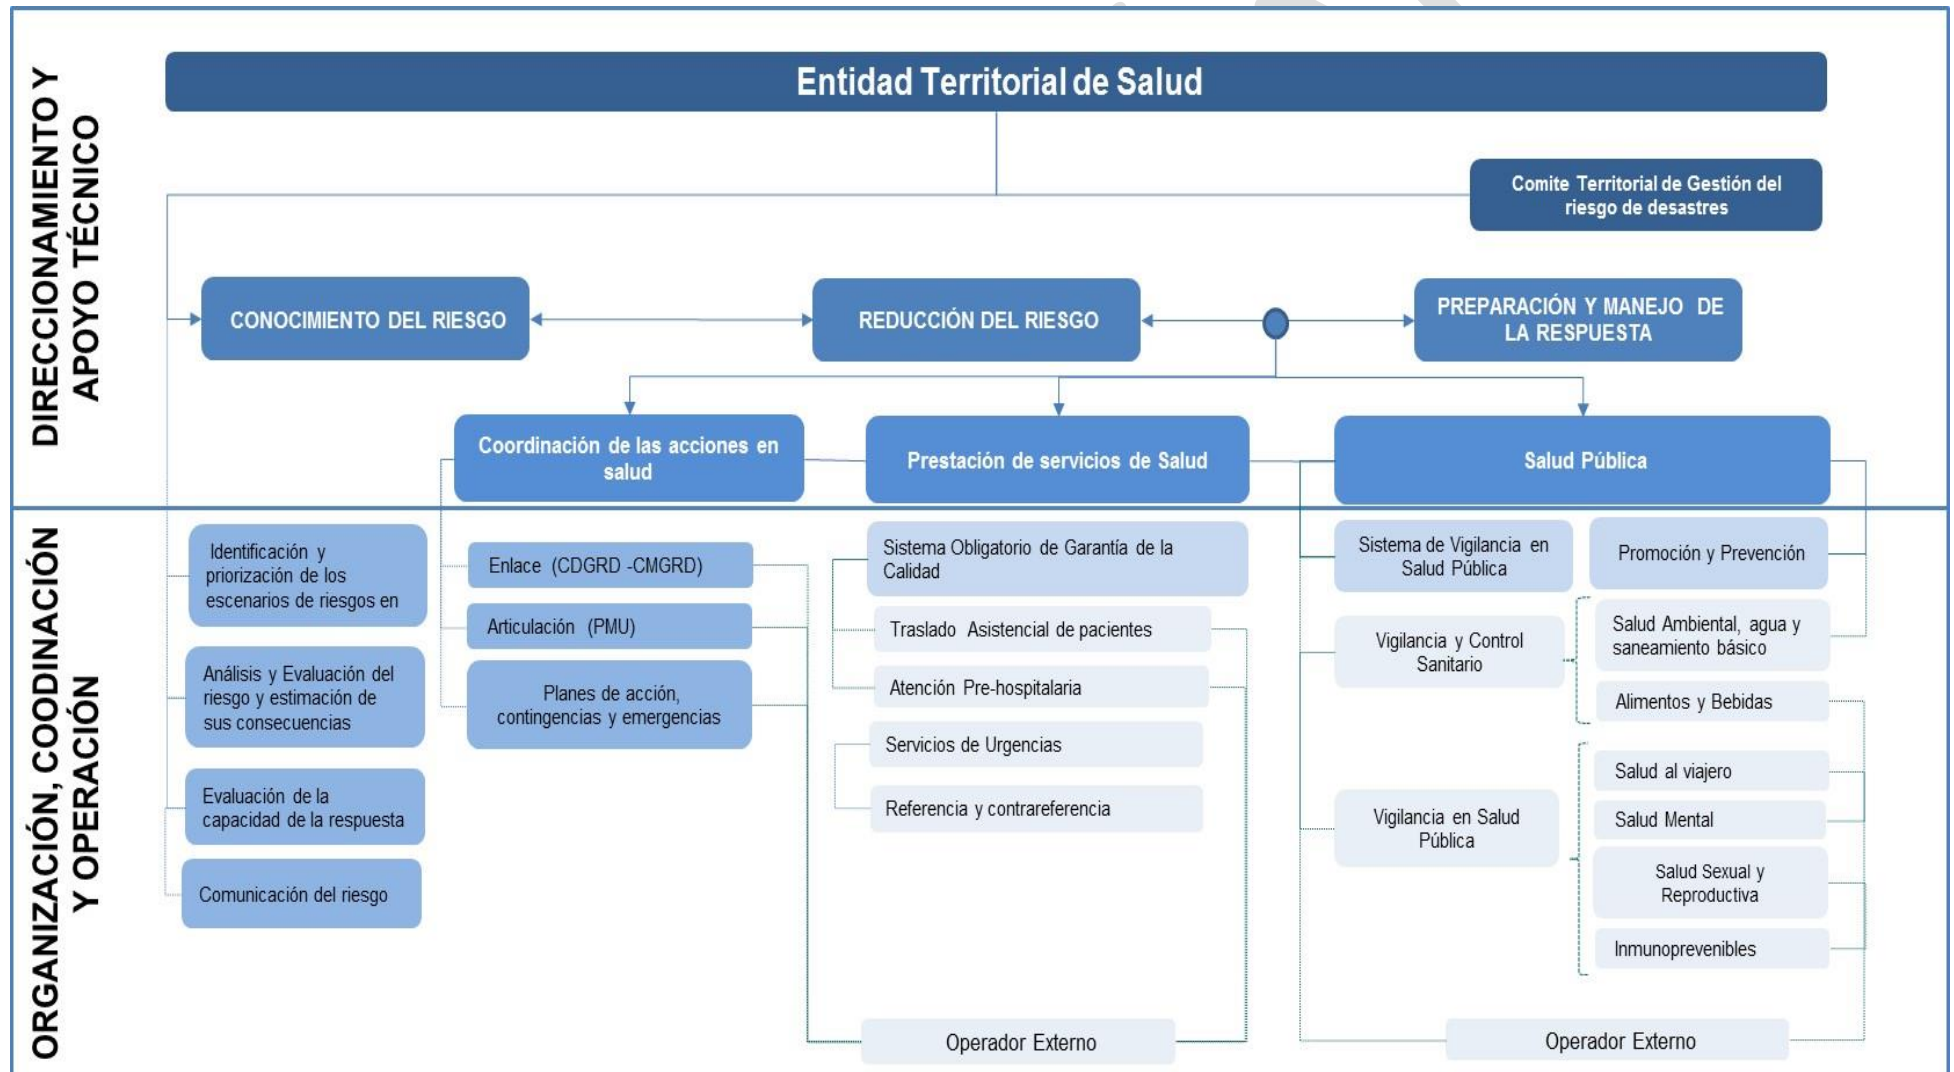 DIRECCIONAMIENTO Y
APOYO TÉCNICO
Entidad Territorial de Salud
Comite Territorial de Gestión del
riesgo de desastres
CONOCIMIENTO DEL RIESGO
REDUCCIÓN DEL RIESGO
PREPARACIÓN Y MANEJO DE
LA RESPUESTA
Coordinación de las acciones en
salud
Prestación de servicios de Salud
Salud Pública
ORGANIZACIÓN, COODINACIÓN
Y OPERACIÓN
Identificación y
priorización de los
escenarios de riesgos en
Análisis y Evaluación del
riesgo y estimación de
sus consecuencias
Evaluación de la
capacidad de la respuesta
Comunicación del riesgo
Enlace (CDGRD -CMGRD)
Articulación (PMU)
Planes de acción,
contingencias y emergencias
Sistema Obligatorio de Garantía de la
Calidad
Traslado Asistencial de pacientes
Atención Pre-hospitalaria
Servicios de Urgencias
Referencia y contrareferencia
Operador Externo
Sistema de Vigilancia en
Salud Pública
Vigilancia y Control
Sanitario
Vigilancia en Salud
Pública
Promoción y Prevención
Salud Ambiental, agua y
saneamiento básico
Alimentos y Bebidas
Salud al viajero
Salud Mental
Salud Sexual y
Reproductiva
Inmunoprevenibles
Operador Externo